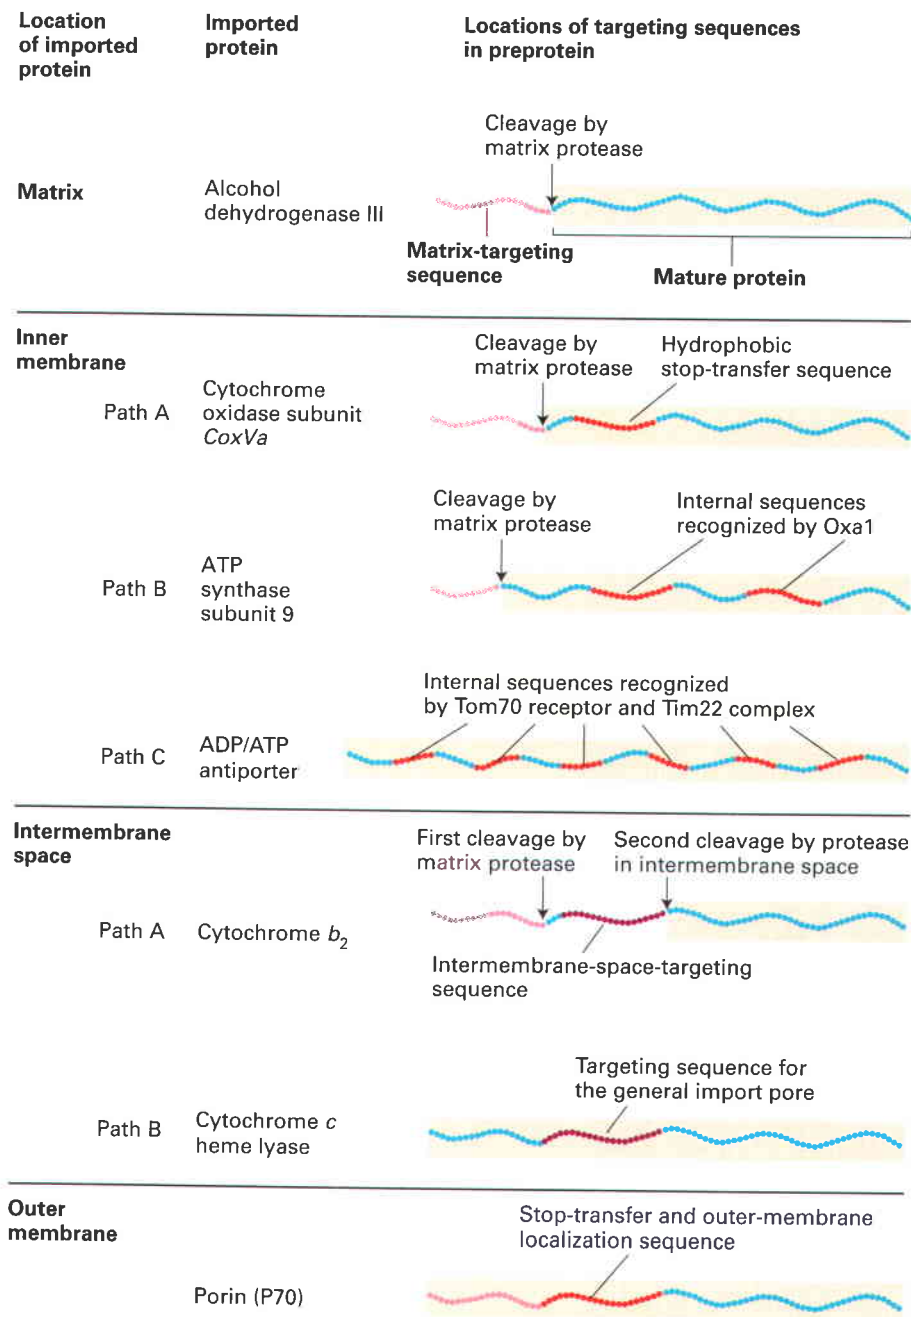 Location
of imported
protein
Imported
protein
Locations of targeting sequences
in preprotein
Cleavage by
matrix protease
Matrix
Alcohol
dehydrogenase III
Matrix-targeting
sequence
Mature protein
Inner
membrane
Cleavage by
matrix protease
Hydrophobic
stop-transfer sequence
Path A
Cytochrome
oxidase subunit
CoxVa
Cleavage by
matrix protease
Internal sequences
recognized by Oxa1
Path B
ATP
synthase
subunit 9
Internal sequences recognized
by Tom70 receptor and Tim22 complex
Path C
ADP/ATP
antiporter
Intermembrane
space
First cleavage by
matrix protease
Second cleavage by protease
in intermembrane space
Path A
Cytochrome b2
Intermembrane-space-targeting
sequence
Targeting sequence for
the general import pore
Path B
Cytochrome c
heme lyase
Outer
membrane
Stop-transfer and outer-membrane
localization sequence
Porin (P70)